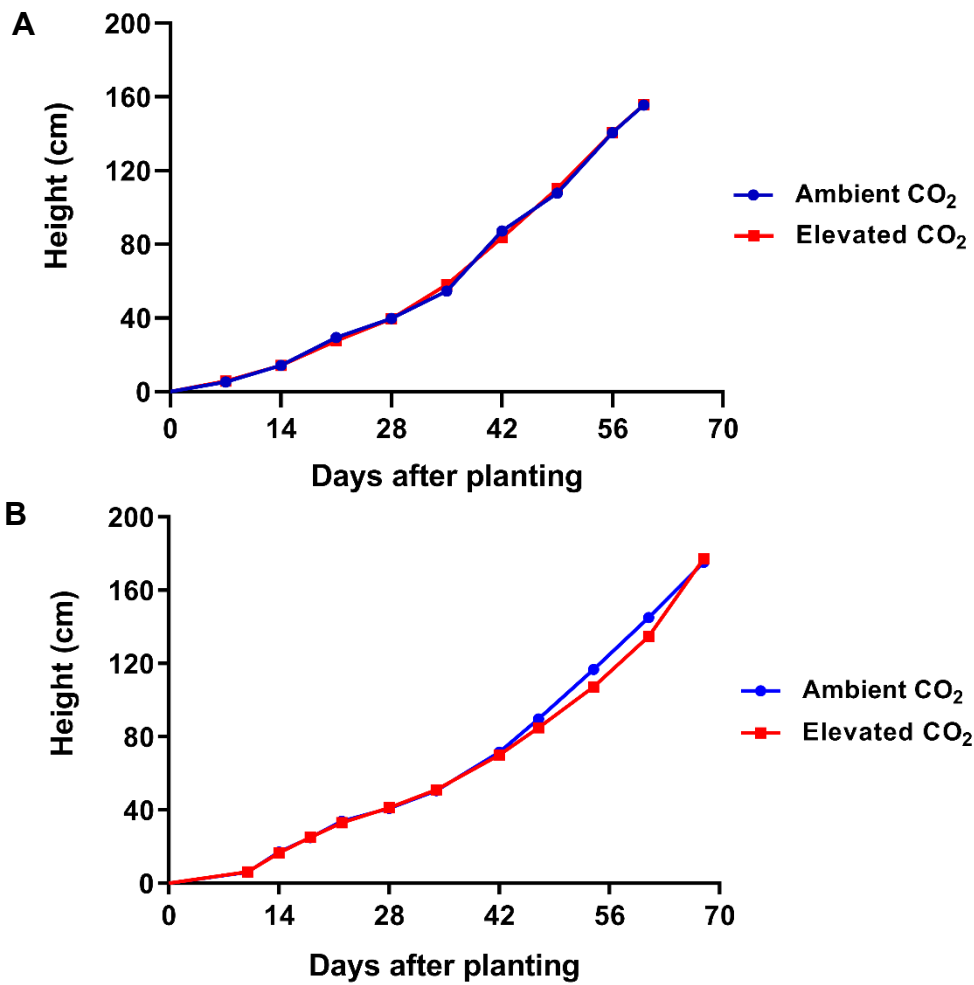 A
200
160
120
80
40
0
Height (cm)
0 14 28 42 56 70
Days after planting
Ambient CO₂
Elevated CO₂
B
200
160
120
80
40
0
Height (cm)
0 14 28 42 56 70
Days after planting
Ambient CO₂
Elevated CO₂